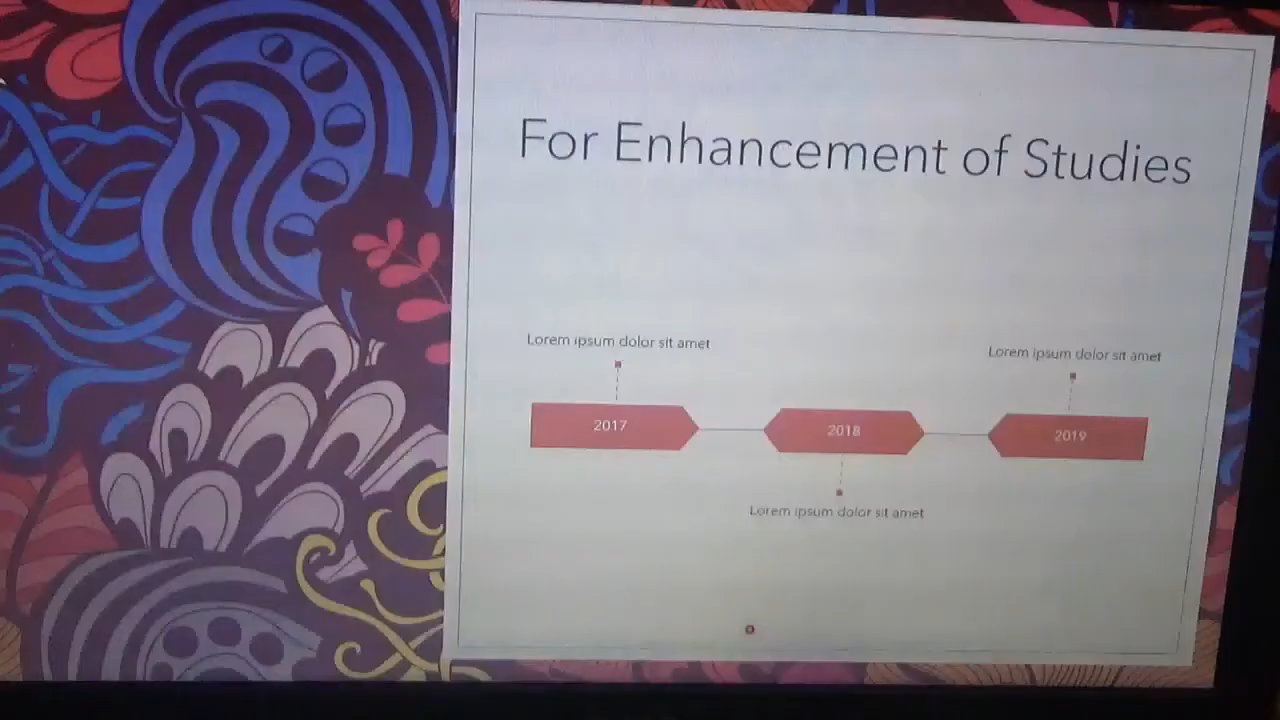 For Enhancement of Studies
Lorem ipsum dolor sit amet
Lorem ipsum dolor sit amet
2017
2018
2019
Lorem ipsum dolor sit amet